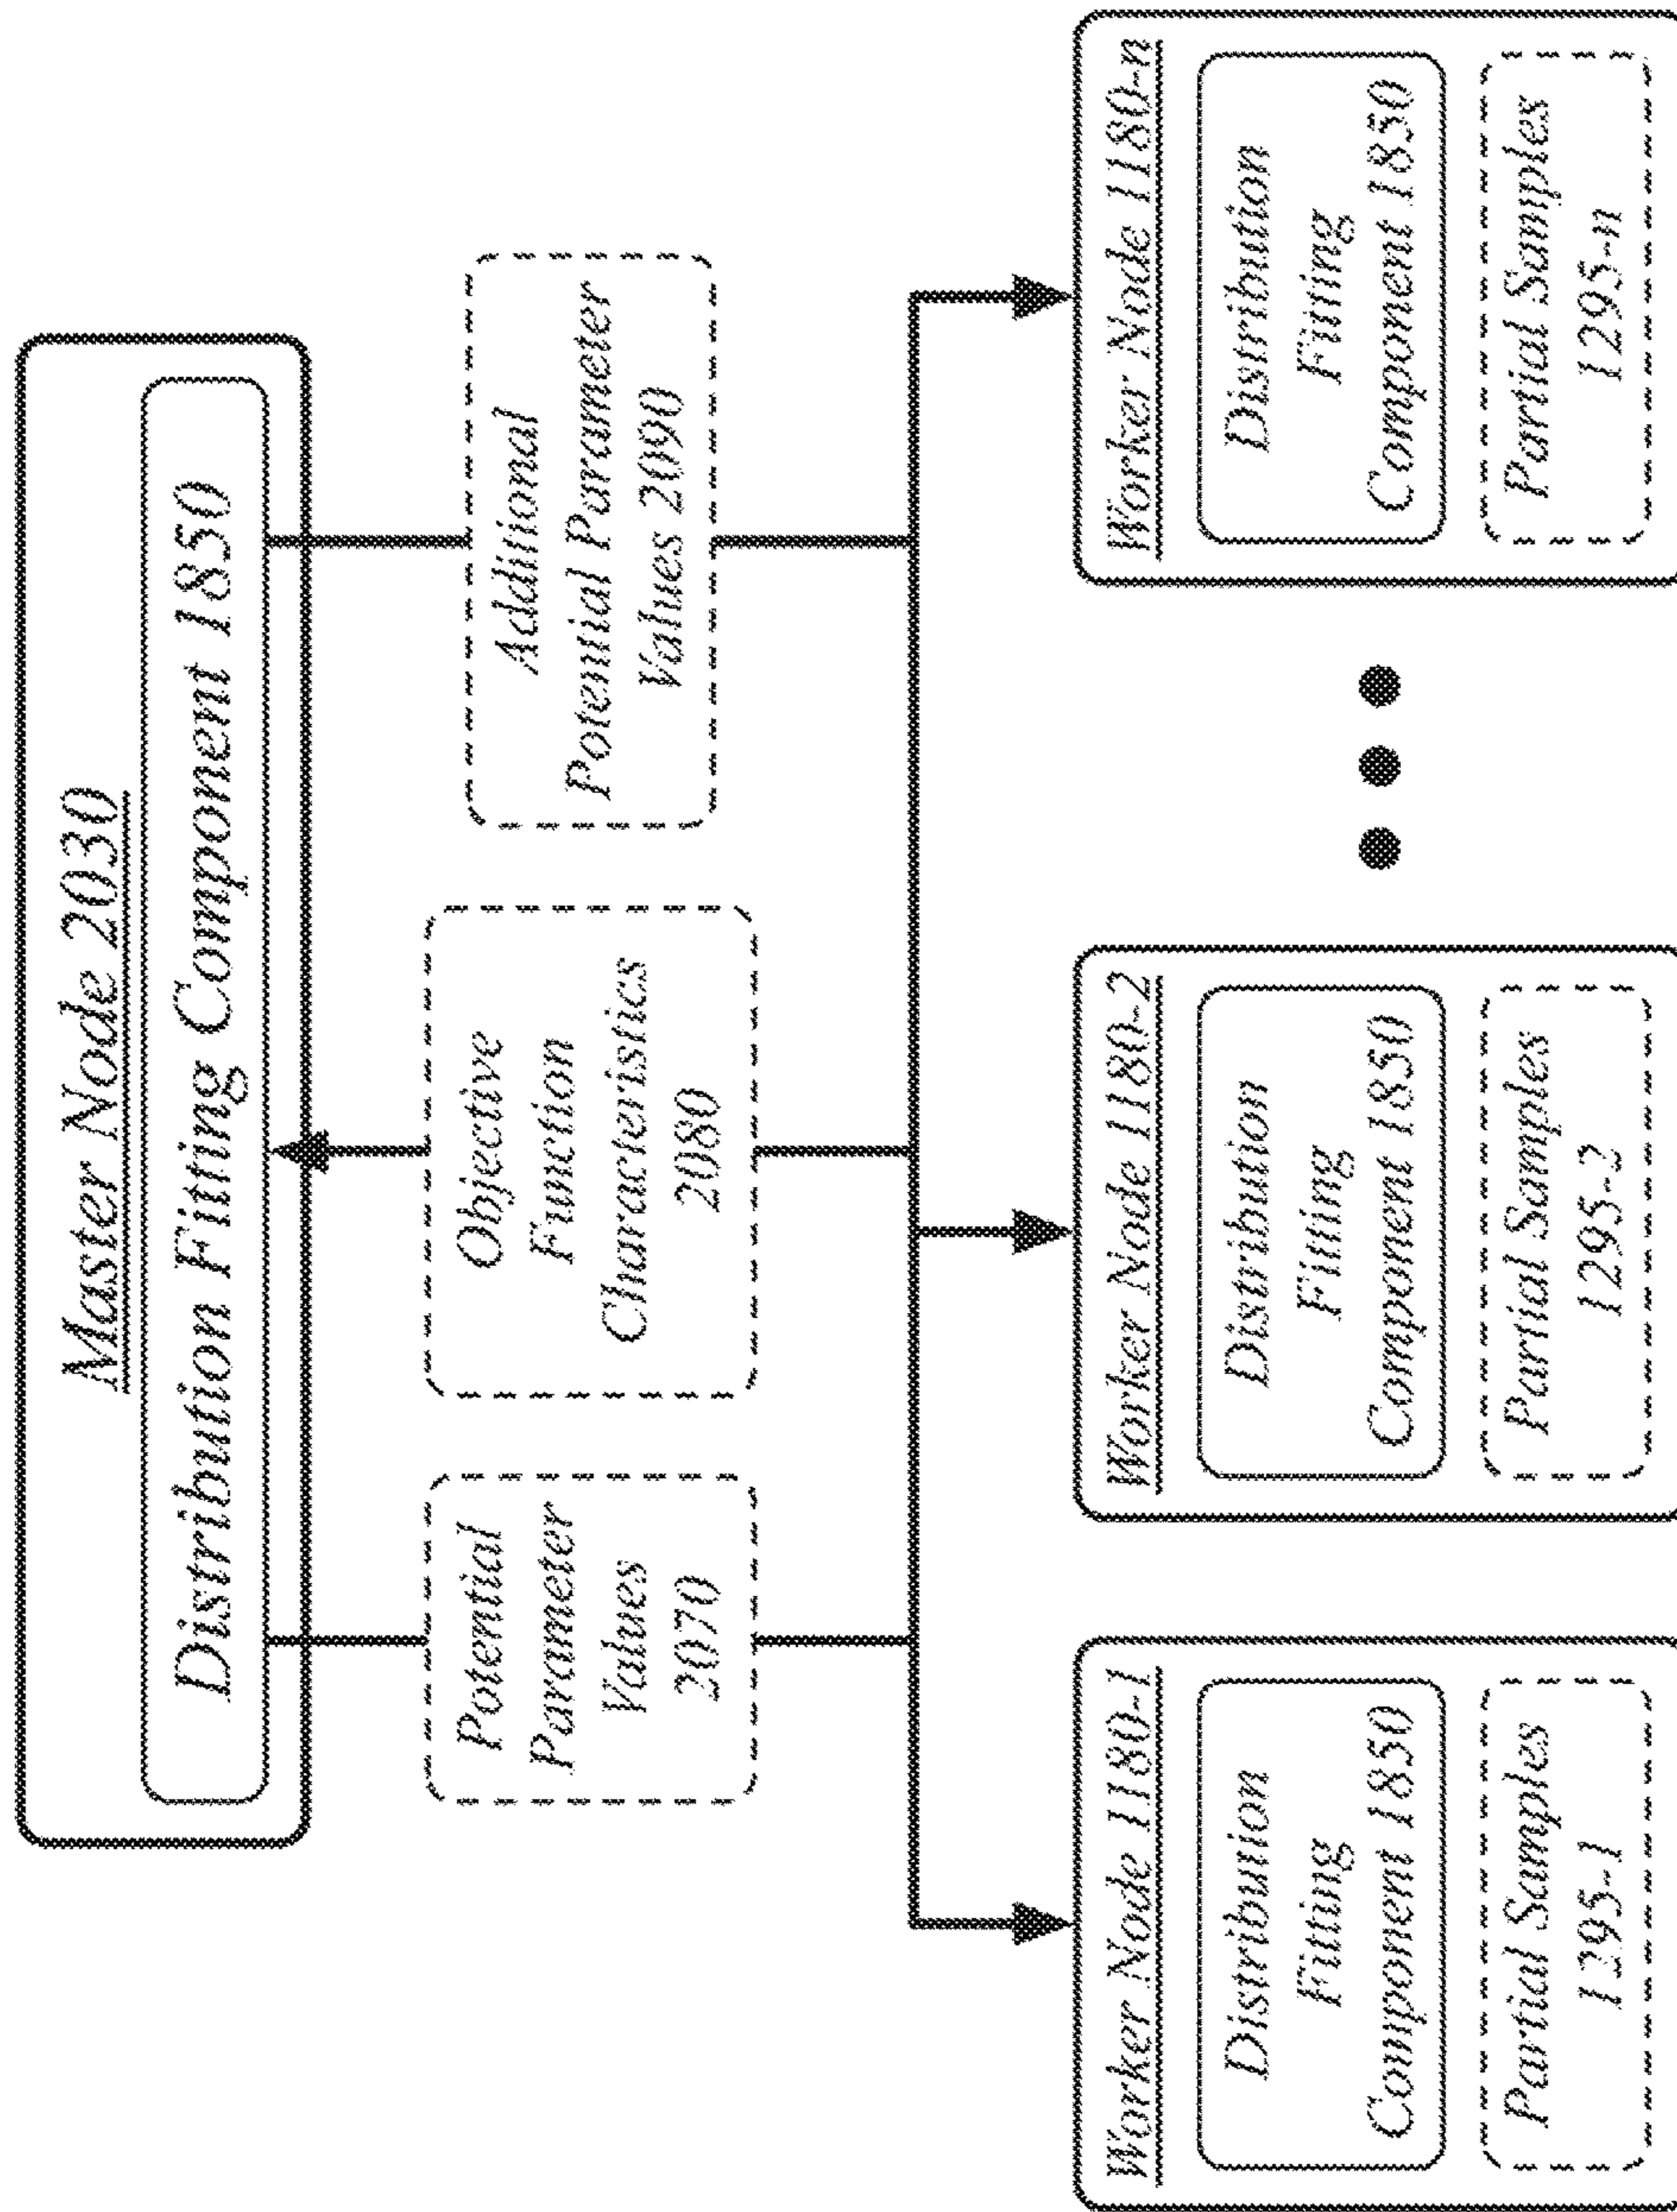 Master Node 2030
Distribution Fitting Component 1850
Potential
Parameter
Values
2070
Objective
Function
Characteristics
2080
Additional
Potential Parameter
Values 2090
Worker Node 1180-1
Distribution
Fitting
Component 1850
Partial Samples
1295-1
Worker Node 1180-2
Distribution
Fitting
Component 1850
Partial Samples
1295-2
Worker Node 1180-n
Distribution
Fitting
Component 1850
Partial Samples
1295-n